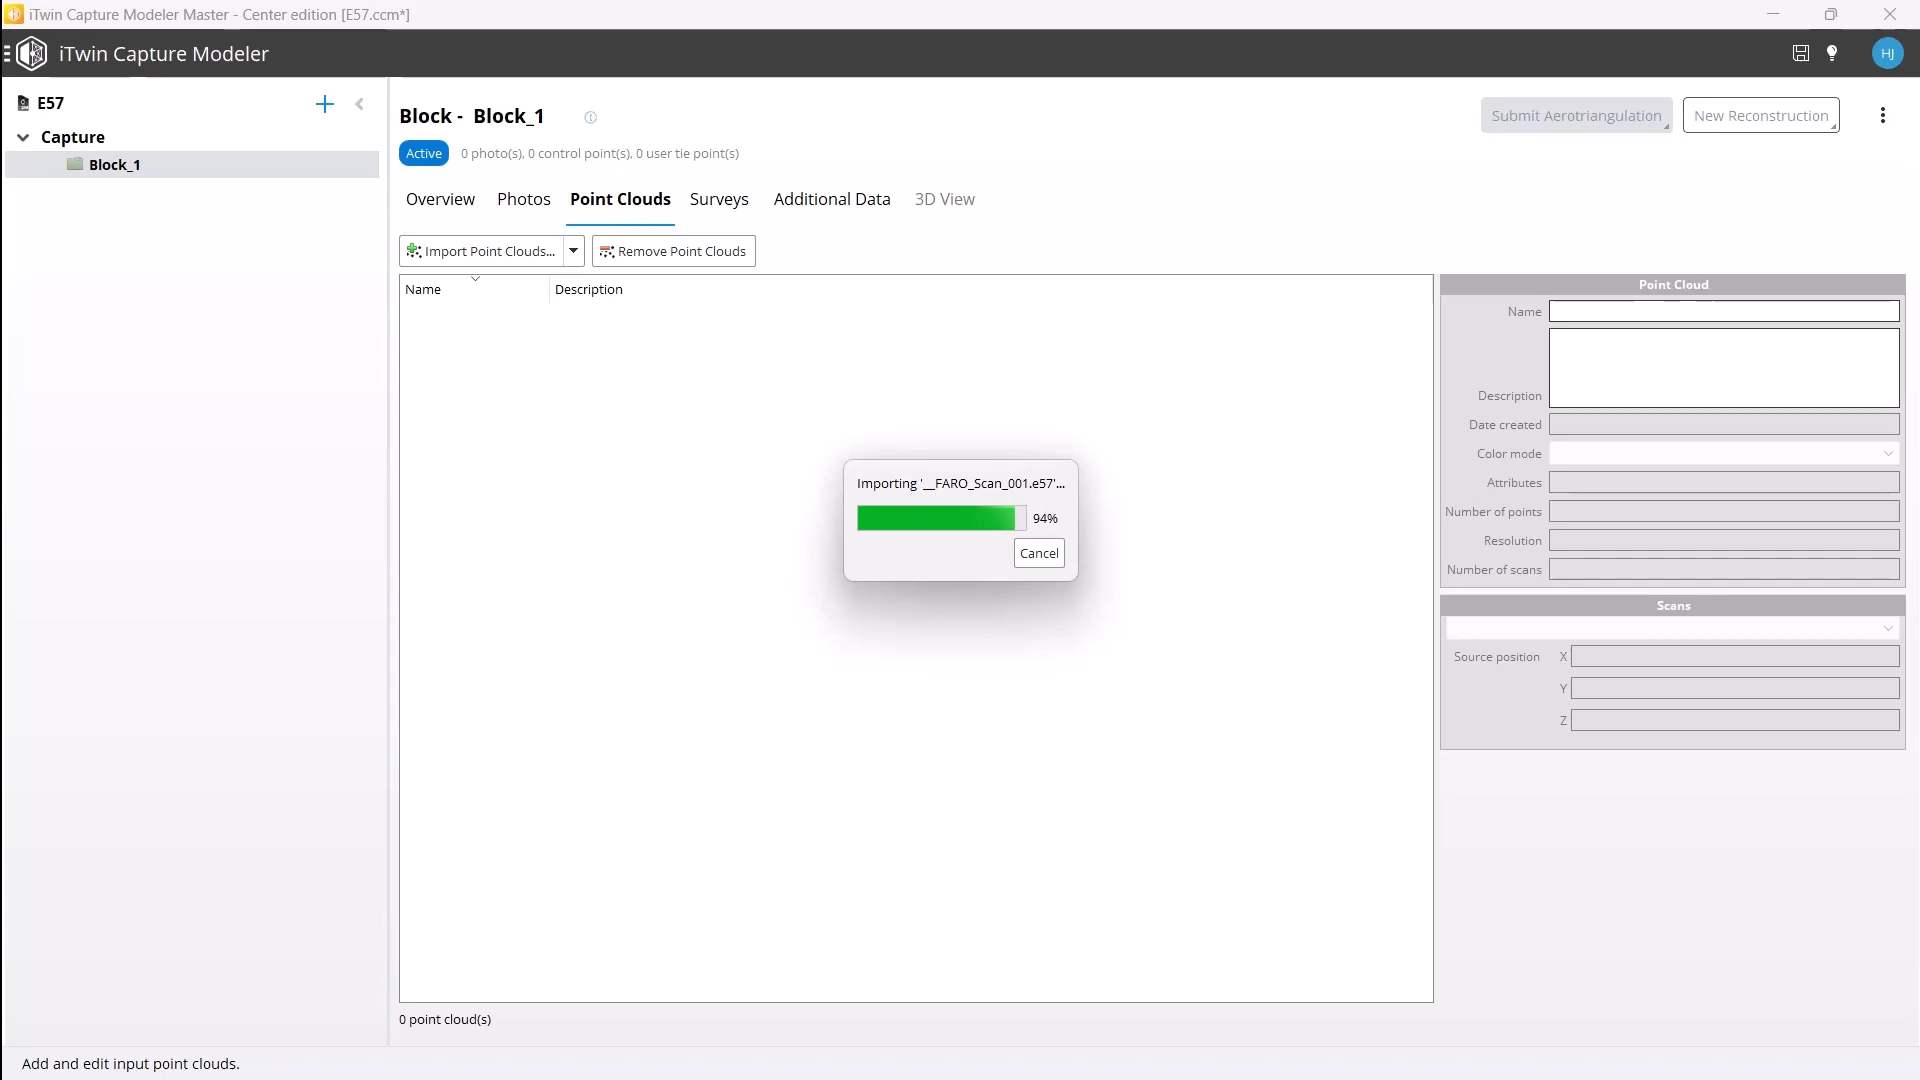 iTwin Capture Modeler Master - Center edition [E57.ccm*]
iTwin Capture Modeler
HJ
E57
Capture
Block_1
Block - Block_1
Submit Aerotriangulation
New Reconstruction
Active
0 photo(s), 0 control point(s), 0 user tie point(s)
Overview
Photos
Point Clouds
Surveys
Additional Data
3D View
Import Point Clouds...
Remove Point Clouds
Name
Description
Importing '__FARO_Scan_001.e57'...
94%
Cancel
Point Cloud
Name
Description
Date created
Color mode
Attributes
Number of points
Resolution
Number of scans
Scans
Source position X
Y
Z
0 point cloud(s)
Add and edit input point clouds.